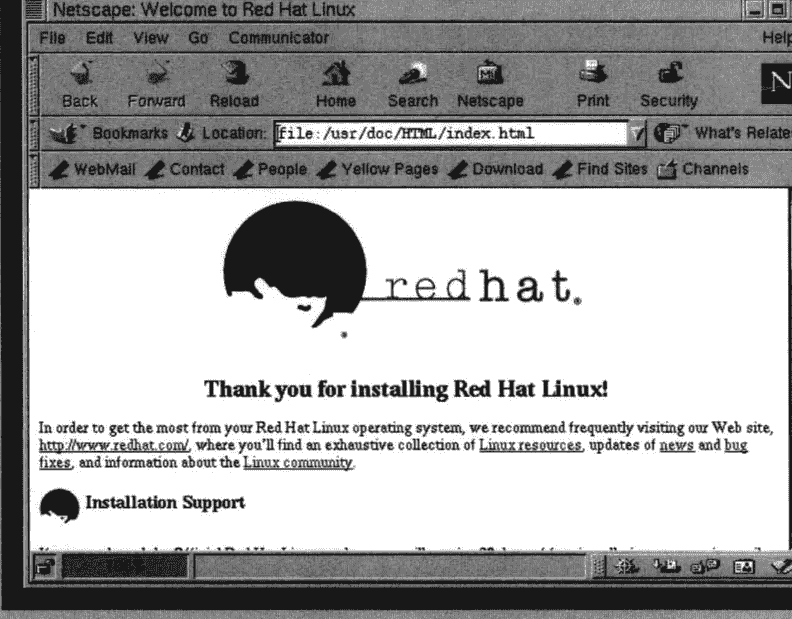 Netscape: Welcome to Red Hat Linux
File Edit View Go Communicator Help
Back Forward Reload Home Search Netscape Print Security N
Bookmarks Location: file:/usr/doc/HTML/index.html What's Relate
WebMail Contact People Yellow Pages Download Find Sites Channels
redhat®
Thank you for installing Red Hat Linux!
In order to get the most from your Red Hat Linux operating system, we recommend frequently visiting our Web site,
http://www.redhat.com/, where you'll find an exhaustive collection of Linux resources, updates of news and bug
fixes, and information about the Linux community.
Installation Support